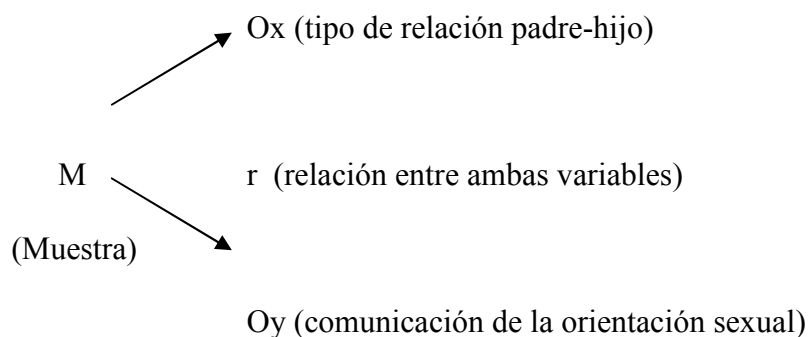 Ox (tipo de relación padre-hijo)
M r (relación entre ambas variables)
(Muestra)
Oy (comunicación de la orientación sexual)